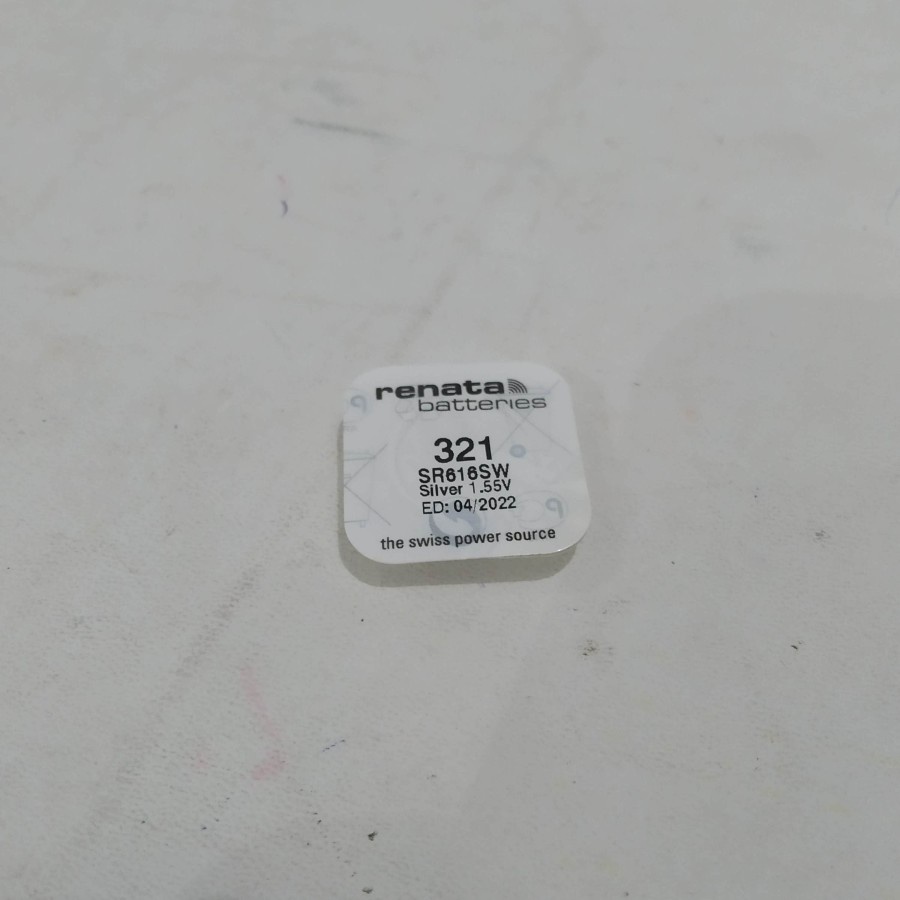 renata
batteries
321
SR616SW
Silver 1.55V
ED: 04/2022
the swiss power source